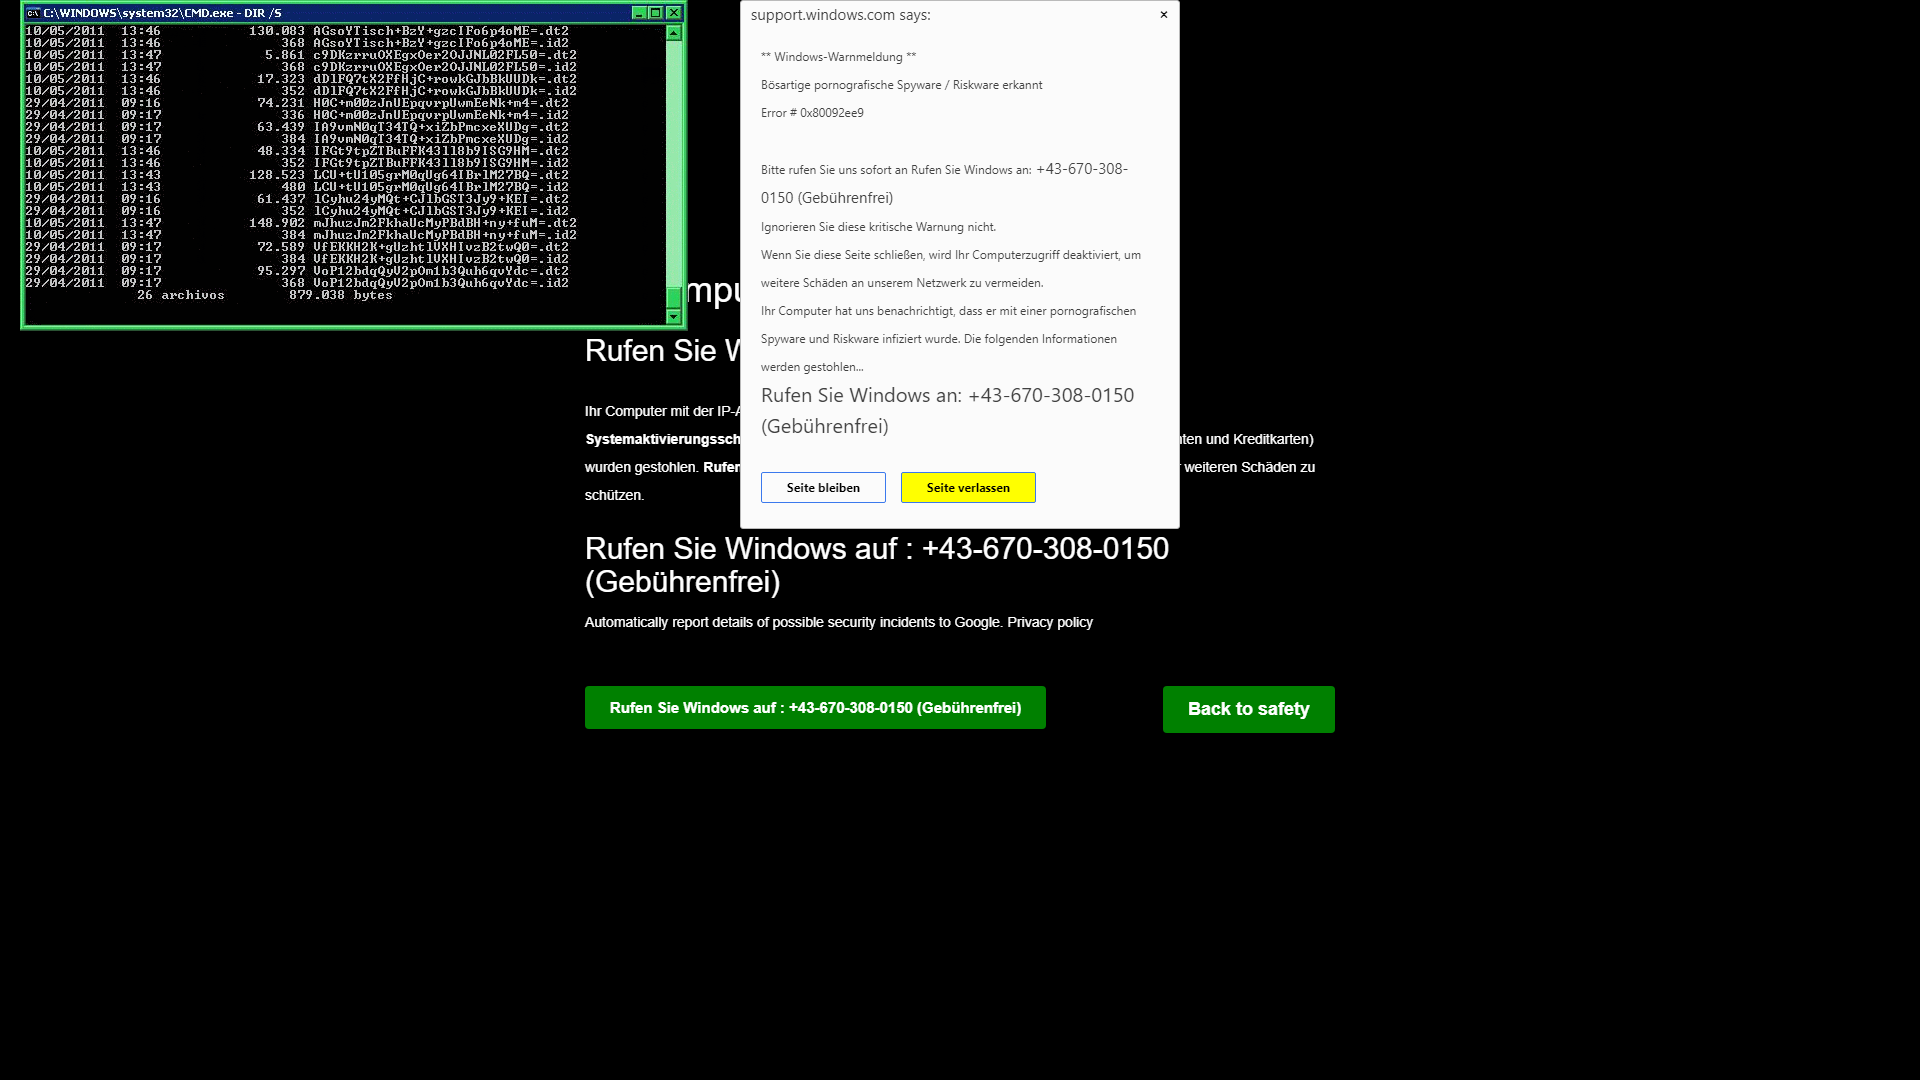 C:\WINDOWS\system32\CMD.exe - DIR /S
10/05/2011 13:46 130.083 AGsoYTisch+BzY+gzcIFo6p4oME=.dt2
10/05/2011 13:46 368 AGsoYTisch+BzY+gzcIFo6p4oME=.id2
10/05/2011 13:47 5.861 c9DKzrruOXEgxOer2OJJNL02FL50=.dt2
10/05/2011 13:47 368 c9DKzrruOXEgxOer2OJJNL02FL50=.id2
10/05/2011 13:46 17.323 dDlFQ7tX2FfHjC+rowkGJbBkUUDk=.dt2
10/05/2011 13:46 352 dDlFQ7tX2FfHjC+rowkGJbBkUUDk=.id2
29/04/2011 09:16 74.231 H0C+m00zJnUEpqvrpUwmEeNk+m4=.dt2
29/04/2011 09:17 336 H0C+m00zJnUEpqvrpUwmEeNk+m4=.id2
29/04/2011 09:17 63.439 IA9vmN0qT34TQ+xiZbPmcxeXUDg=.dt2
29/04/2011 09:17 384 IA9vmN0qT34TQ+xiZbPmcxeXUDg=.id2
10/05/2011 13:46 48.334 IFGt9tpZTBuFFK43ll8b9ISG9HM=.dt2
10/05/2011 13:46 352 IFGt9tpZTBuFFK43ll8b9ISG9HM=.id2
10/05/2011 13:43 128.523 LCU+tU105grM0qUg64IBrlM27BQ=.dt2
10/05/2011 13:43 480 LCU+tU105grM0qUg64IBrlM27BQ=.id2
29/04/2011 09:16 61.437 lCyhu24yMQt+CJlbGST3Jy9+KEI=.dt2
29/04/2011 09:16 352 lCyhu24yMQt+CJlbGST3Jy9+KEI=.id2
10/05/2011 13:47 148.902 mJhuzJm2FkhaUcMyPBdBH+ny+fuM=.dt2
10/05/2011 13:47 384 mJhuzJm2FkhaUcMyPBdBH+ny+fuM=.id2
29/04/2011 09:17 72.589 VfEKKH2K+gUzhtlVXHIvzB2twQ0=.dt2
29/04/2011 09:17 384 VfEKKH2K+gUzhtlVXHIvzB2twQ0=.id2
29/04/2011 09:17 95.297 VoP12bdqQyV2pOm1b3Quh6qvYdc=.dt2
29/04/2011 09:17 368 VoP12bdqQyV2pOm1b3Quh6qvYdc=.id2
26 archivos 879.038 bytes
support.windows.com says:
** Windows-Warnmeldung **
Bösartige pornografische Spyware / Riskware erkannt
Error # 0x80092ee9
Bitte rufen Sie uns sofort an Rufen Sie Windows an: +43-670-308-
0150 (Gebührenfrei)
Ignorieren Sie diese kritische Warnung nicht.
Wenn Sie diese Seite schließen, wird Ihr Computerzugriff deaktiviert, um
weitere Schäden an unserem Netzwerk zu vermeiden.
Ihr Computer hat uns benachrichtigt, dass er mit einer pornografischen
Spyware und Riskware infiziert wurde. Die folgenden Informationen
werden gestohlen...
Rufen Sie Windows an: +43-670-308-0150
(Gebührenfrei)
Seite bleiben
Seite verlassen
Rufen Sie
Ihr Computer mit der IP-
und Kreditkarten)
wurden gestohlen. Rufen
weiteren Schäden zu
schützen.
Rufen Sie Windows auf : +43-670-308-0150
(Gebührenfrei)
Automatically report details of possible security incidents to Google. Privacy policy
Rufen Sie Windows auf : +43-670-308-0150 (Gebührenfrei)
Back to safety